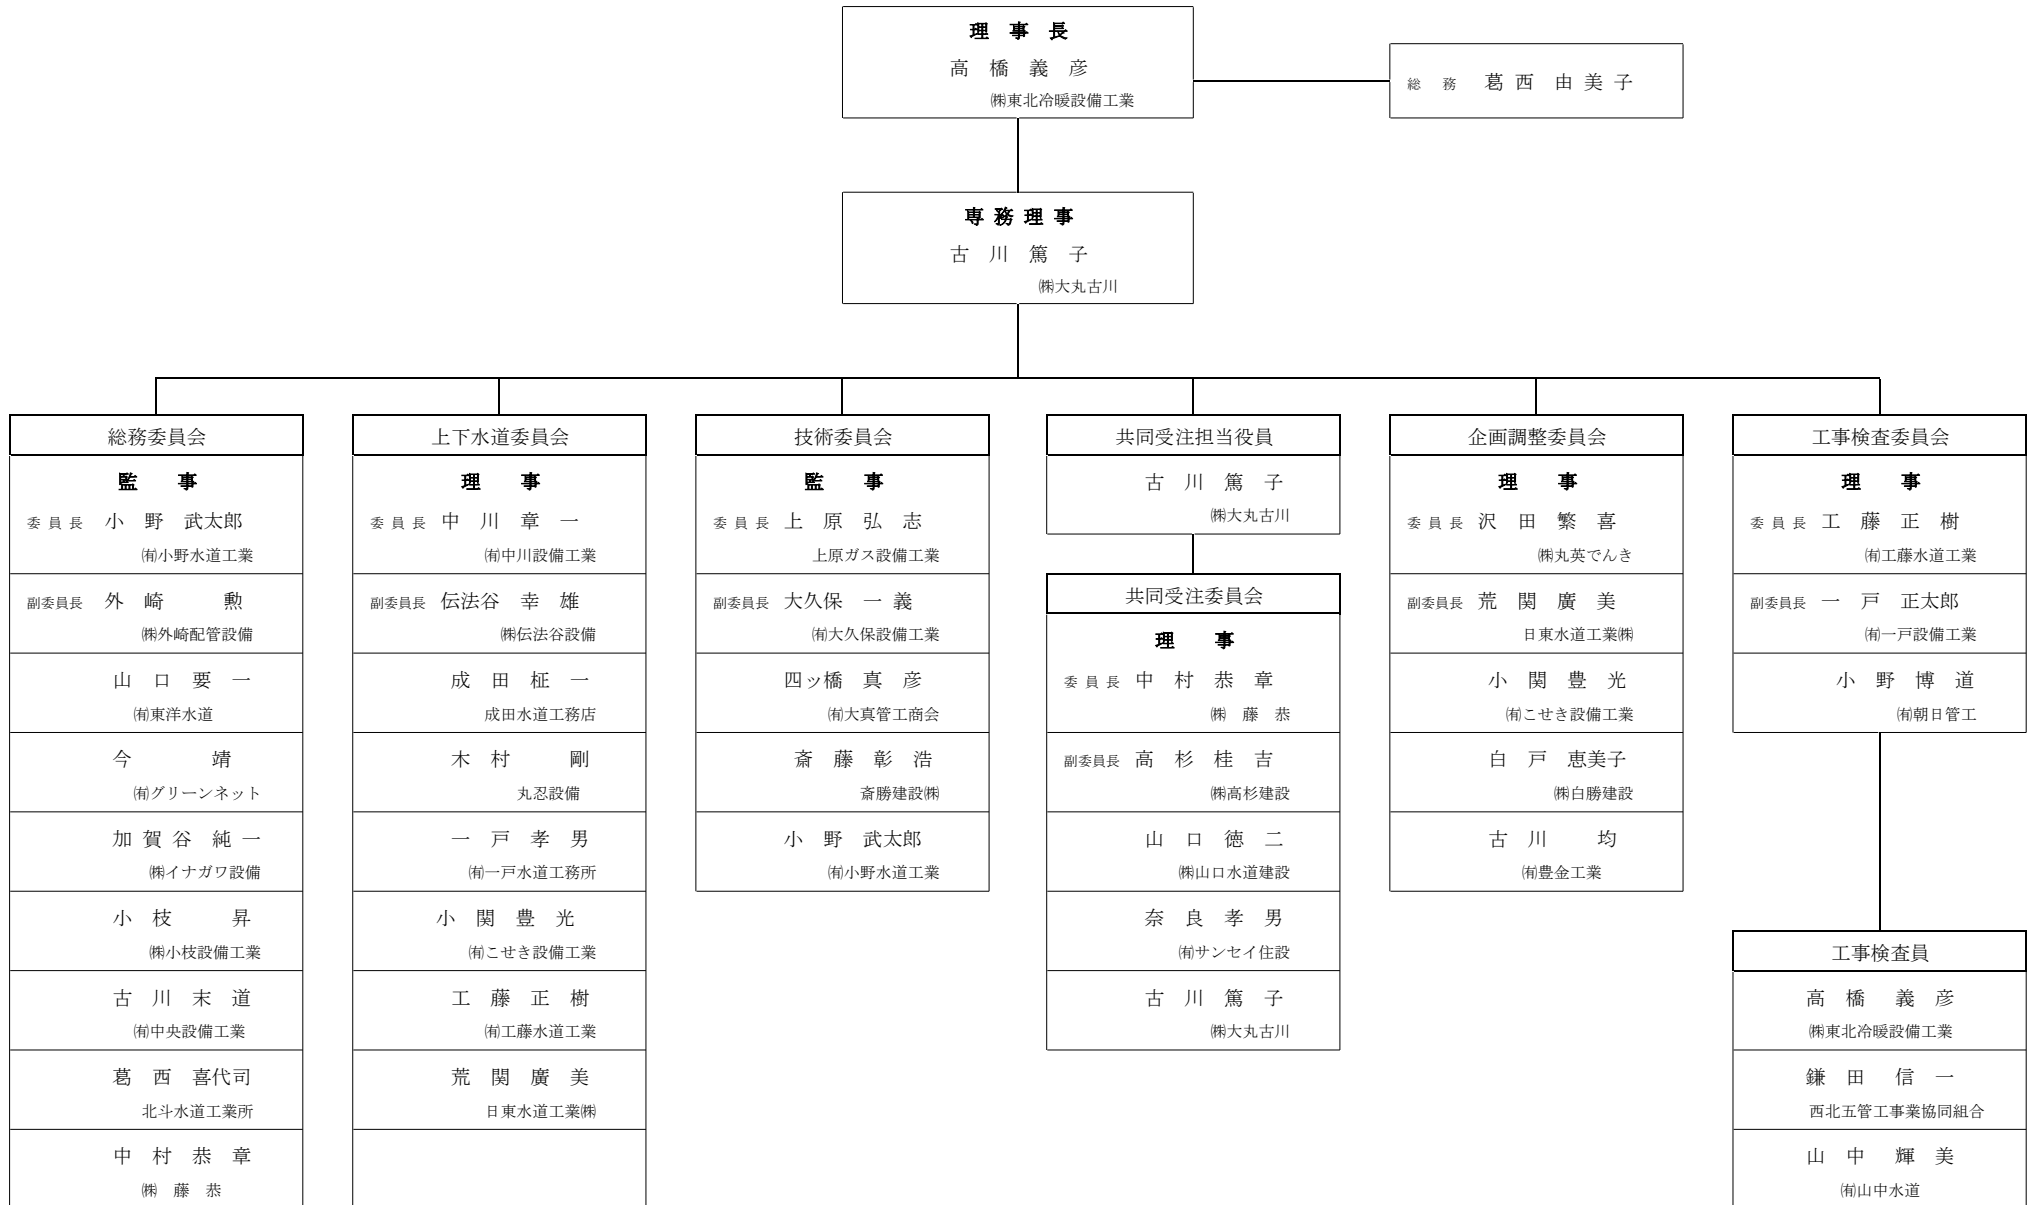 理 事 長
高 橋 義 彦
㈱東北冷暖設備工業
総 務 葛 西 由 美 子
専 務 理 事
古 川 篤 子
㈱大丸古川
総務委員会
監 事
委 員 長 小 野 武太郎
㈲小野水道工業
副委員長 外 崎 勲
㈱外崎配管設備
山 口 要 一
㈲東洋水道
今 靖
㈲グリーンネット
加 賀 谷 純 一
㈱イナガワ設備
小 枝 昇
㈱小枝設備工業
古 川 末 道
㈲中央設備工業
葛 西 喜代司
北斗水道工業所
中 村 恭 章
㈱ 藤 恭
上下水道委員会
理 事
委 員 長 中 川 章 一
㈲中川設備工業
副委員長 伝法谷 幸 雄
㈱伝法谷設備
成 田 柾 一
成田水道工務店
木 村 剛
丸忍設備
一 戸 孝 男
㈲一戸水道工務所
小 関 豊 光
㈲こせき設備工業
工 藤 正 樹
㈲工藤水道工業
荒 関 廣 美
日東水道工業㈱
技術委員会
監 事
委 員 長 上 原 弘 志
上原ガス設備工業
副委員長 大久保 一 義
㈲大久保設備工業
四ッ橋 真 彦
㈲大真管工商会
斎 藤 彰 浩
斎勝建設㈱
小 野 武太郎
㈲小野水道工業
共同受注担当役員
古 川 篤 子
㈱大丸古川
共同受注委員会
理 事
委 員 長 中 村 恭 章
㈱ 藤 恭
副委員長 高 杉 桂 吉
㈱高杉建設
山 口 徳 二
㈱山口水道建設
奈 良 孝 男
㈲サンセイ住設
古 川 篤 子
㈱大丸古川
企画調整委員会
理 事
委 員 長 沢 田 繁 喜
㈱丸英でんき
副委員長 荒 関 廣 美
日東水道工業㈱
小 関 豊 光
㈲こせき設備工業
白 戸 恵美子
㈱白勝建設
古 川 均
㈲豊金工業
工事検査委員会
理 事
委 員 長 工 藤 正 樹
㈲工藤水道工業
副委員長 一 戸 正太郎
㈲一戸設備工業
小 野 博 道
㈲朝日管工
工事検査員
高 橋 義 彦
㈱東北冷暖設備工業
鎌 田 信 一
西北五管工事業協同組合
山 中 輝 美
㈲山中水道